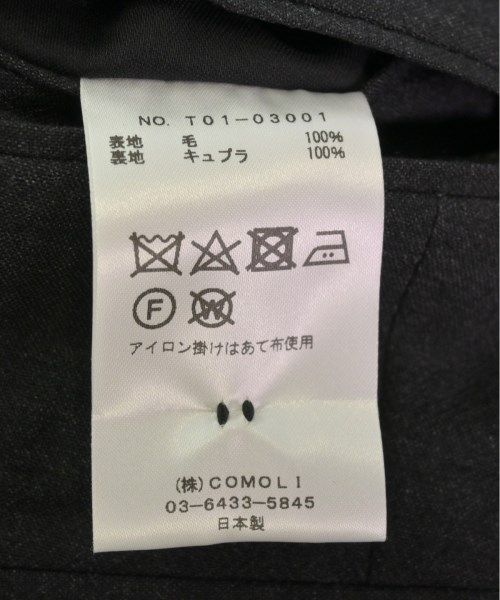 NO. T01-03001
表地 毛 100%
裏地 キュプラ 100%
F W
アイロン掛けはあて布使用
(株)COMOLI
03-6433-5845
日本製